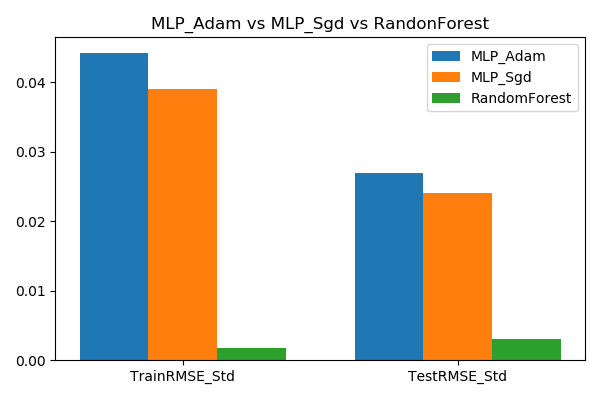 MLP_Adam vs MLP_Sgd vs RandonForest
MLP_Adam
MLP_Sgd
RandomForest
0.04
0.03
0.02
0.01
0.00
TrainRMSE_Std
TestRMSE_Std